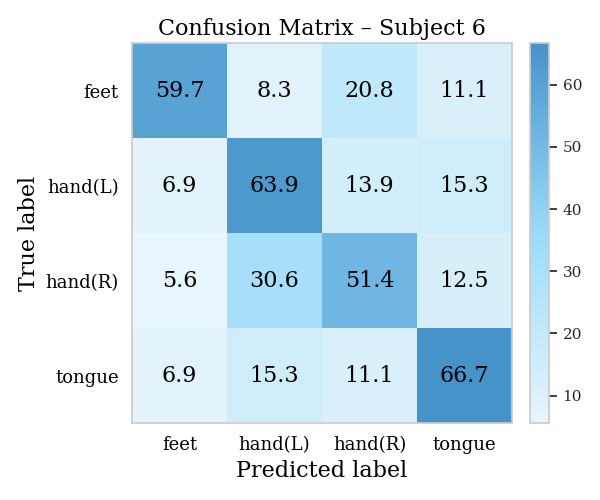 Confusion Matrix – Subject 6
feet 59.7 8.3 20.8 11.1
hand(L) 6.9 63.9 13.9 15.3
hand(R) 5.6 30.6 51.4 12.5
tongue 6.9 15.3 11.1 66.7
feet hand(L) hand(R) tongue
Predicted label
True label
60
50
40
30
20
10